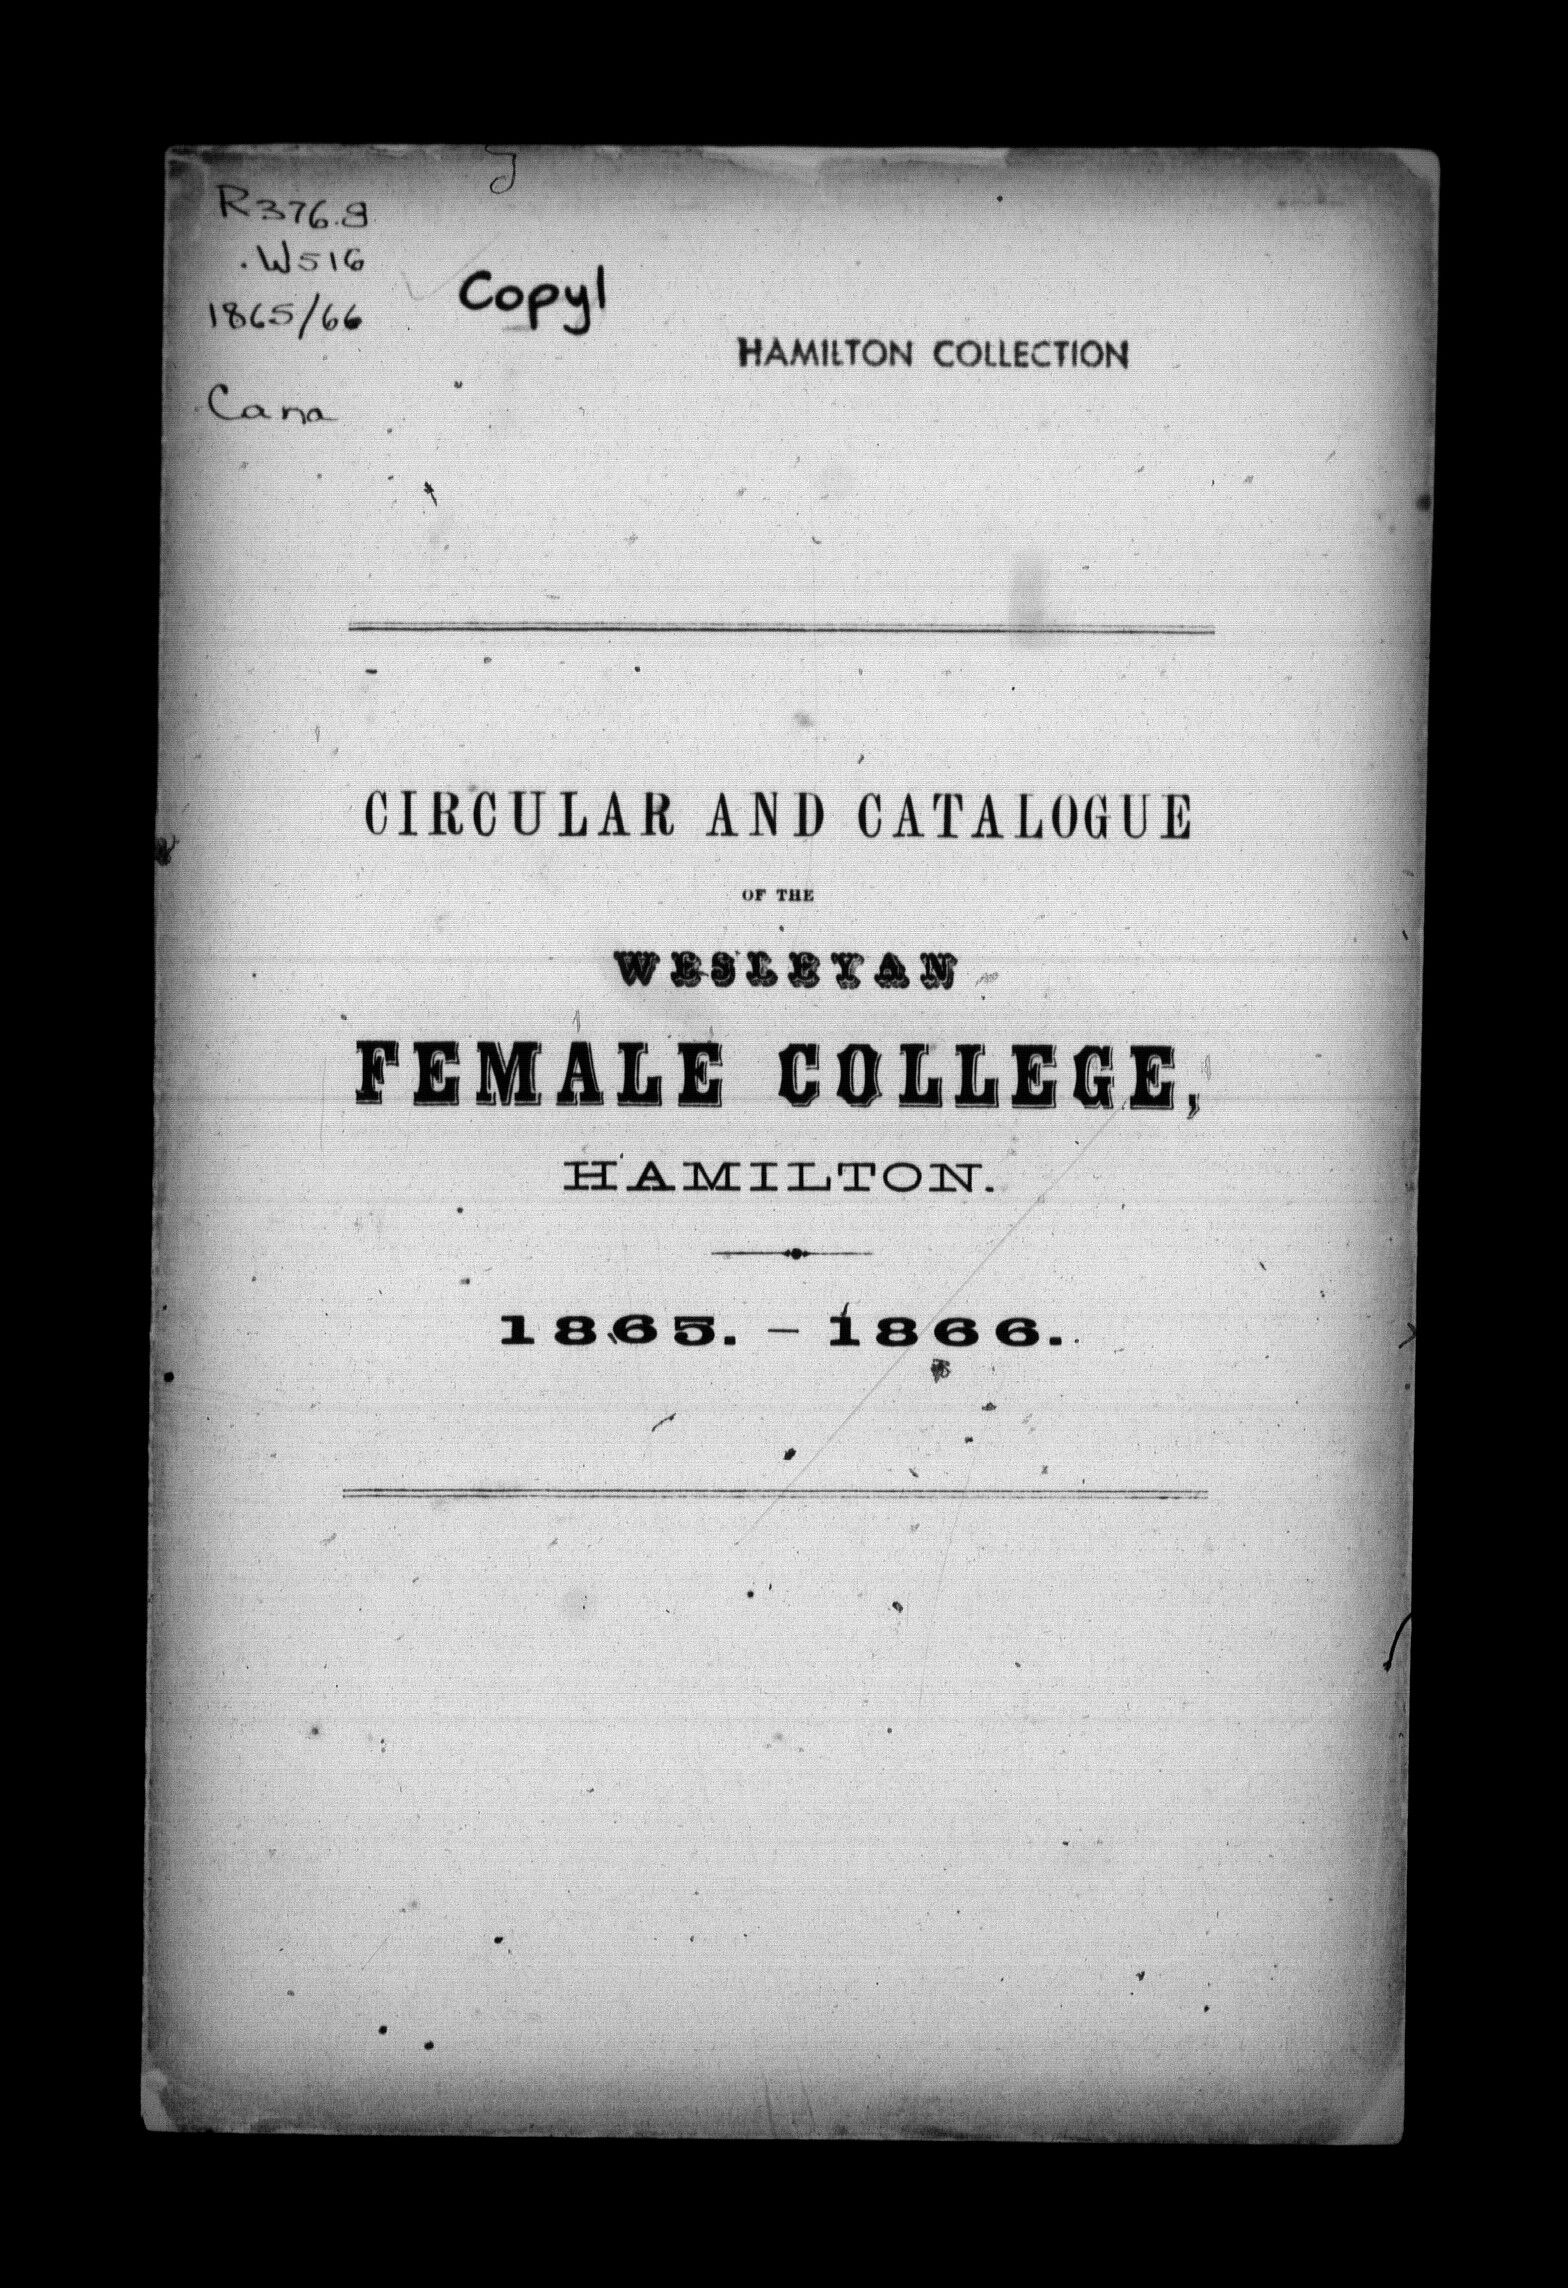 R376.8
.W516
1865/66
Copy1
HAMILTON COLLECTION
Cana
CIRCULAR AND CATALOGUE
OF THE
WESLEYAN
FEMALE COLLEGE,
HAMILTON.
1865. - 1866.